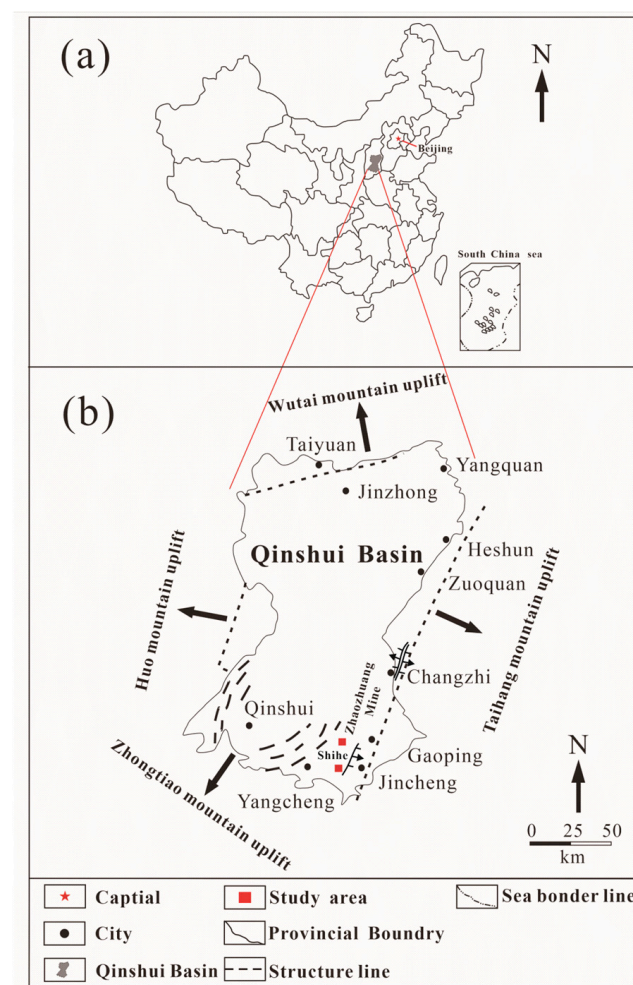 (a)
N
Beijing
South China sea
(b)
Wutai mountain uplift
Taiyuan
Yangquan
Jinzhong
Qinshui Basin
Heshun
Zuoquan
Huo mountain uplift
Taihang mountain uplift
Changzhi
Zhaozhuang
Mine
Qinshui
Shihe
Gaoping
Jincheng
Yangcheng
Zhongtiao mountain uplift
N
0 25 50
km
Captial
Study area
Sea bonder line
City
Provincial Boundry
Qinshui Basin
Structure line